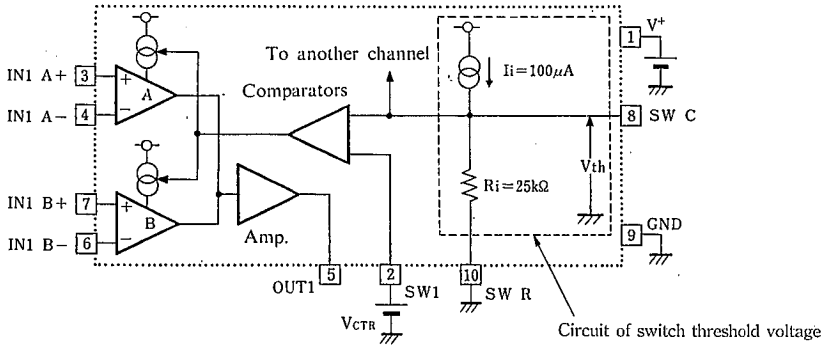 To another channel
Ii=100μA
1 V+
IN1 A+ 3 + A
IN1 A− 4 −
Comparators
8 SW C
Vth
Ri=25kΩ
IN1 B+ 7 + B
IN1 B− 6 −
Amp.
9 GND
OUT1 5
2 SW1
10 SW R
VCTR
Circuit of switch threshold voltage